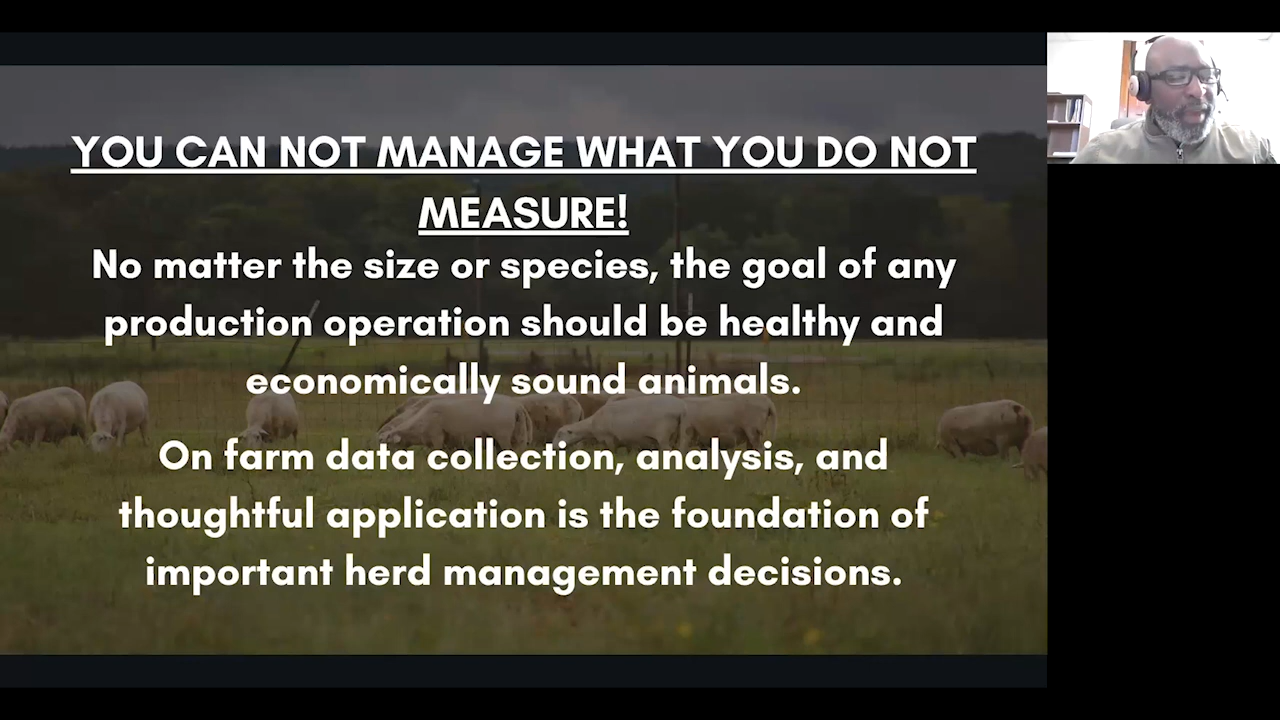 YOU CAN NOT MANAGE WHAT YOU DO NOT
MEASURE!
No matter the size or species, the goal of any
production operation should be healthy and
economically sound animals.
On farm data collection, analysis, and
thoughtful application is the foundation of
important herd management decisions.